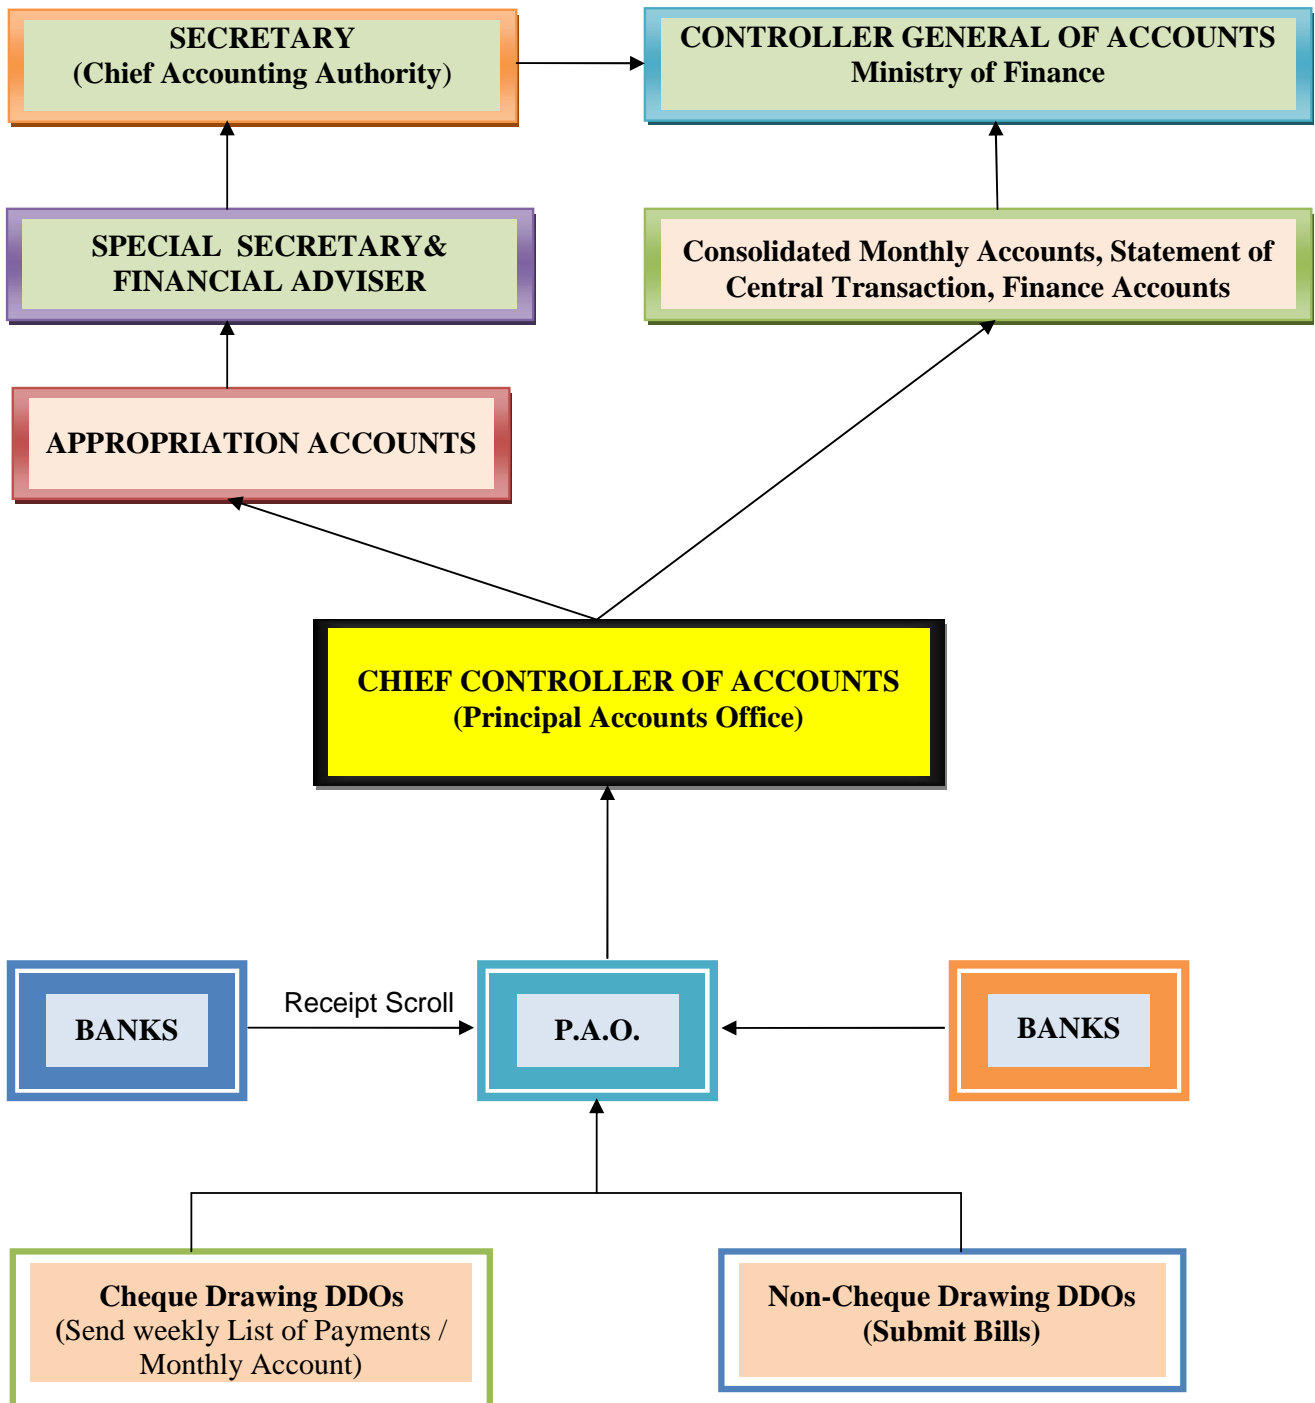 SECRETARY
(Chief Accounting Authority)
CONTROLLER GENERAL OF ACCOUNTS
Ministry of Finance
SPECIAL SECRETARY&
FINANCIAL ADVISER
Consolidated Monthly Accounts, Statement of
Central Transaction, Finance Accounts
APPROPRIATION ACCOUNTS
CHIEF CONTROLLER OF ACCOUNTS
(Principal Accounts Office)
BANKS
Receipt Scroll
P.A.O.
BANKS
Cheque Drawing DDOs
(Send weekly List of Payments /
Monthly Account)
Non-Cheque Drawing DDOs
(Submit Bills)